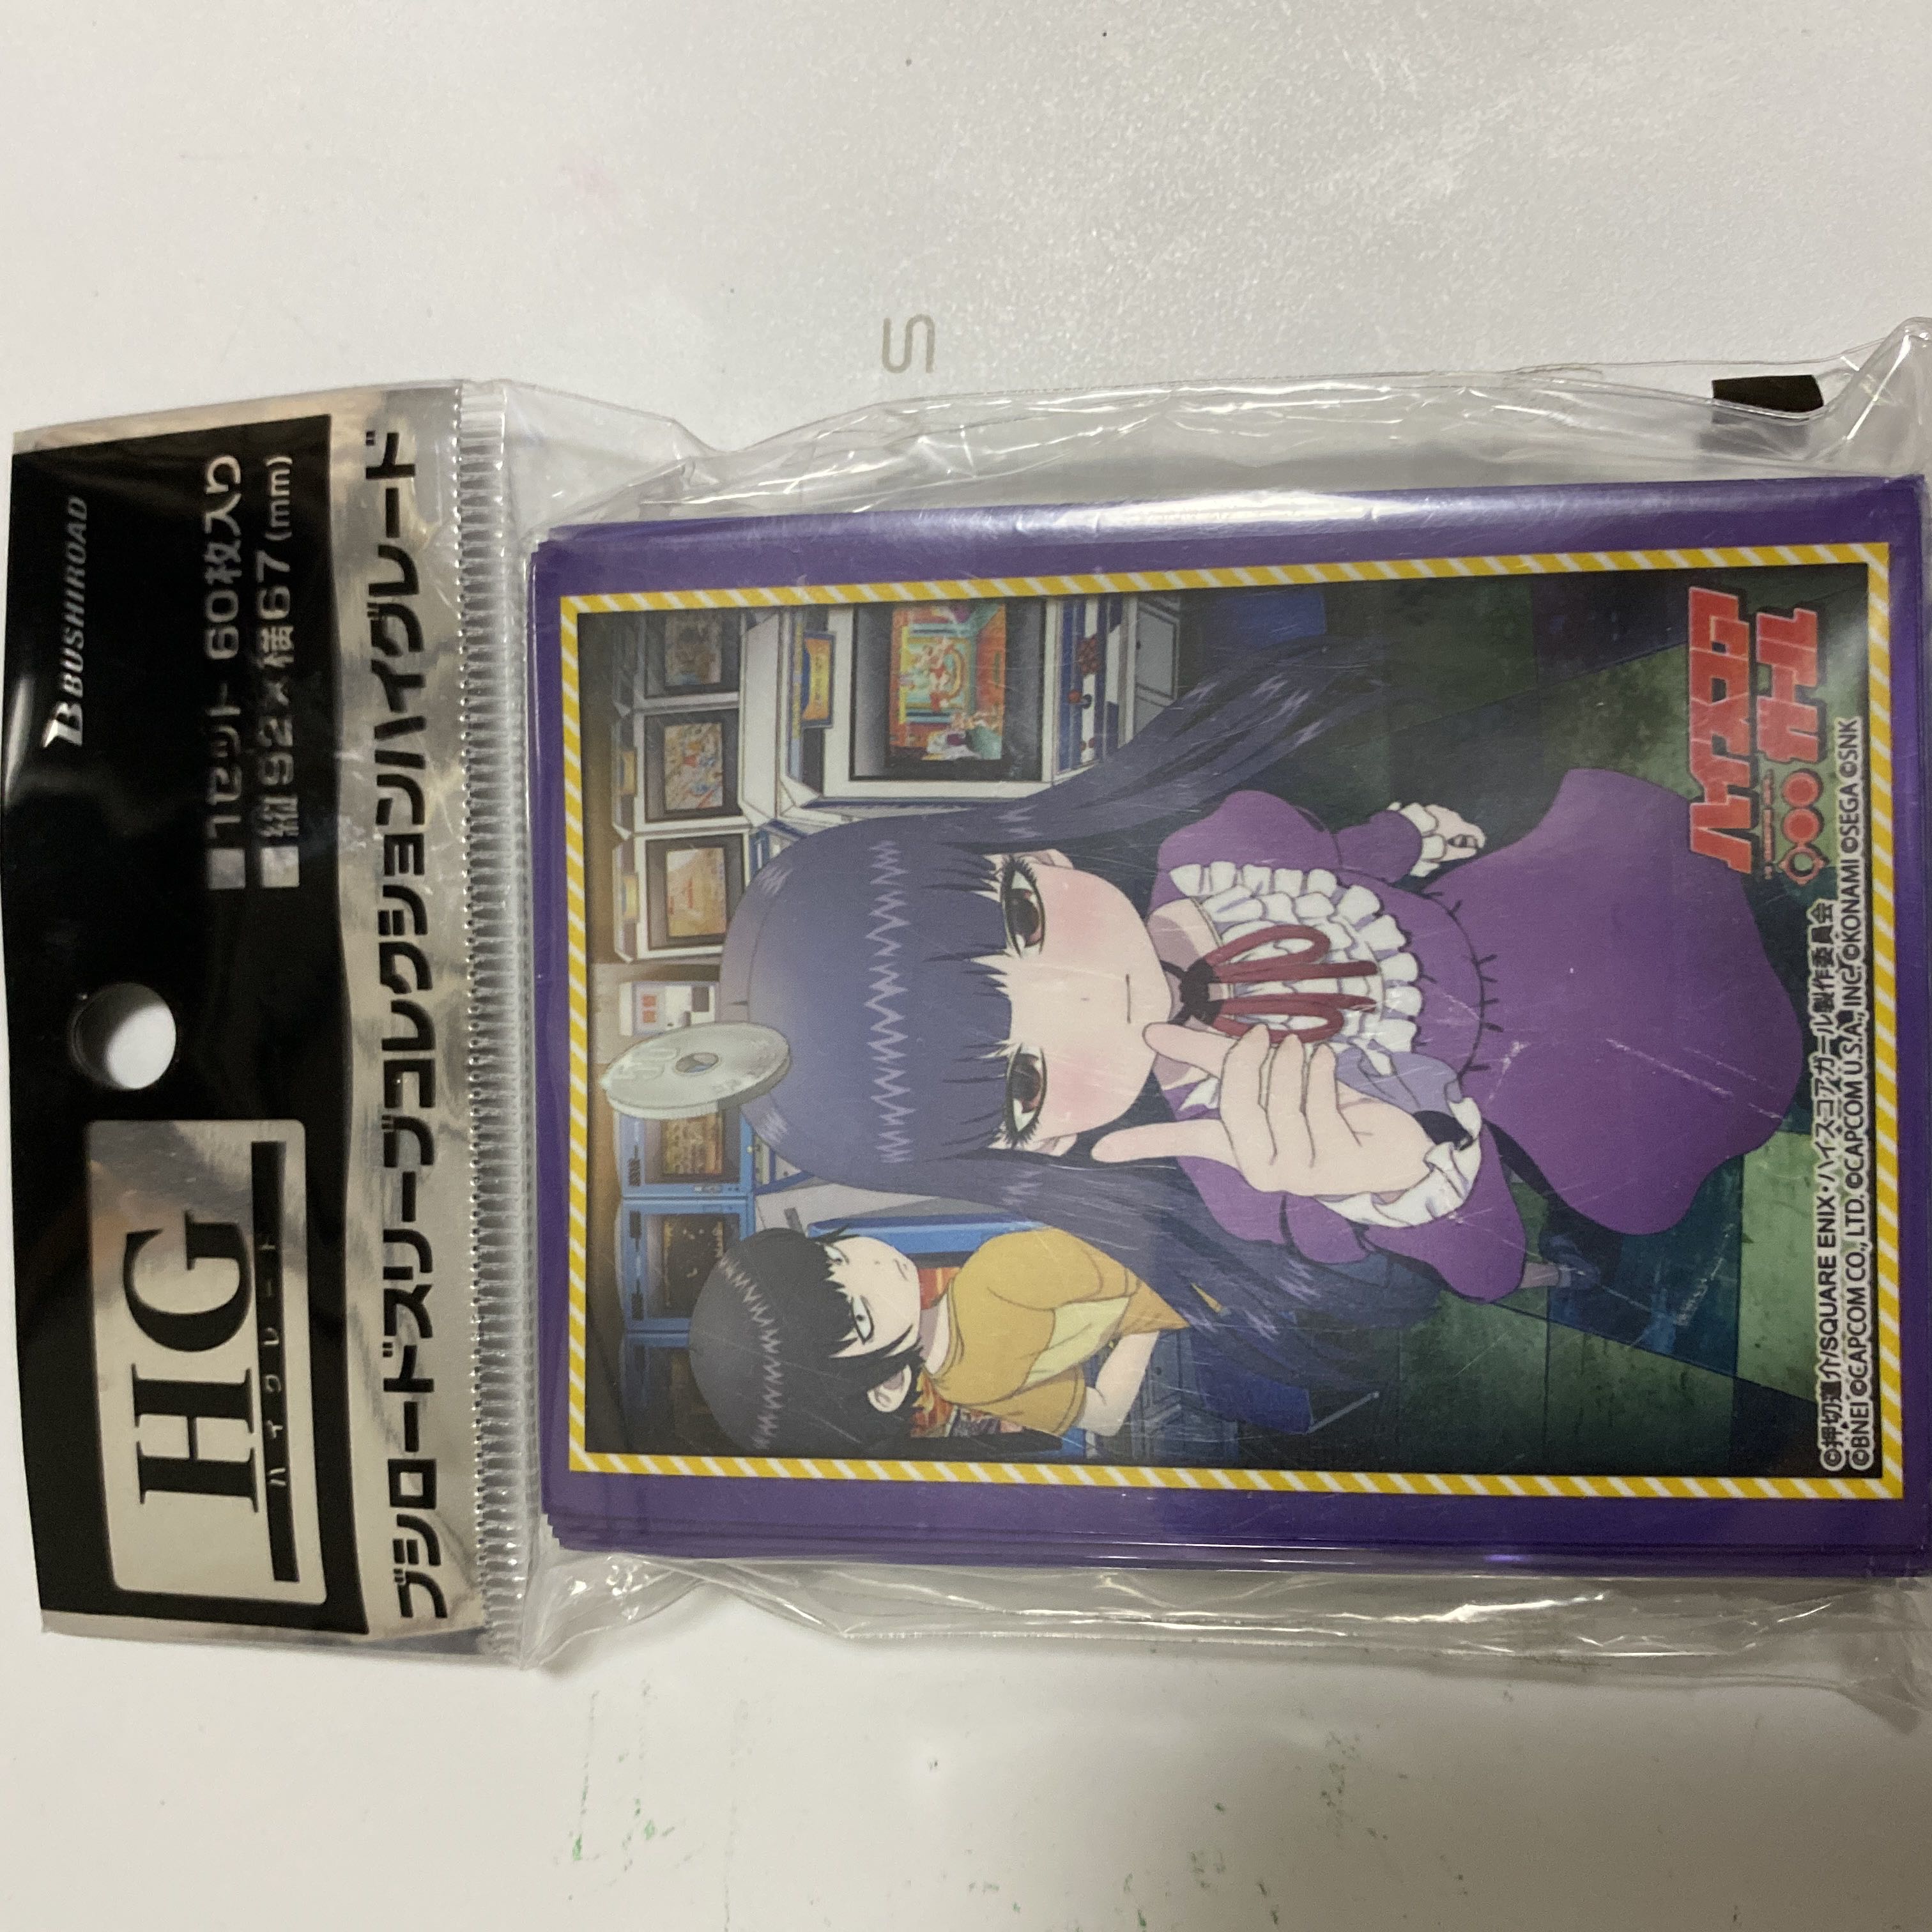 BUSHIROAD
HG
ハイグレード
■1セット 60枚入り
■縦92×横67(mm)
ブシロードスリーブコレクションハイグレード
50
ハイスコア
ガール
©押切蓮介/SQUARE ENIX・ハイスコアガール製作委員会
©BNEI ©CAPCOM CO., LTD. ©CAPCOM U.S.A., INC. ©KONAMI ©SEGA ©SNK
S